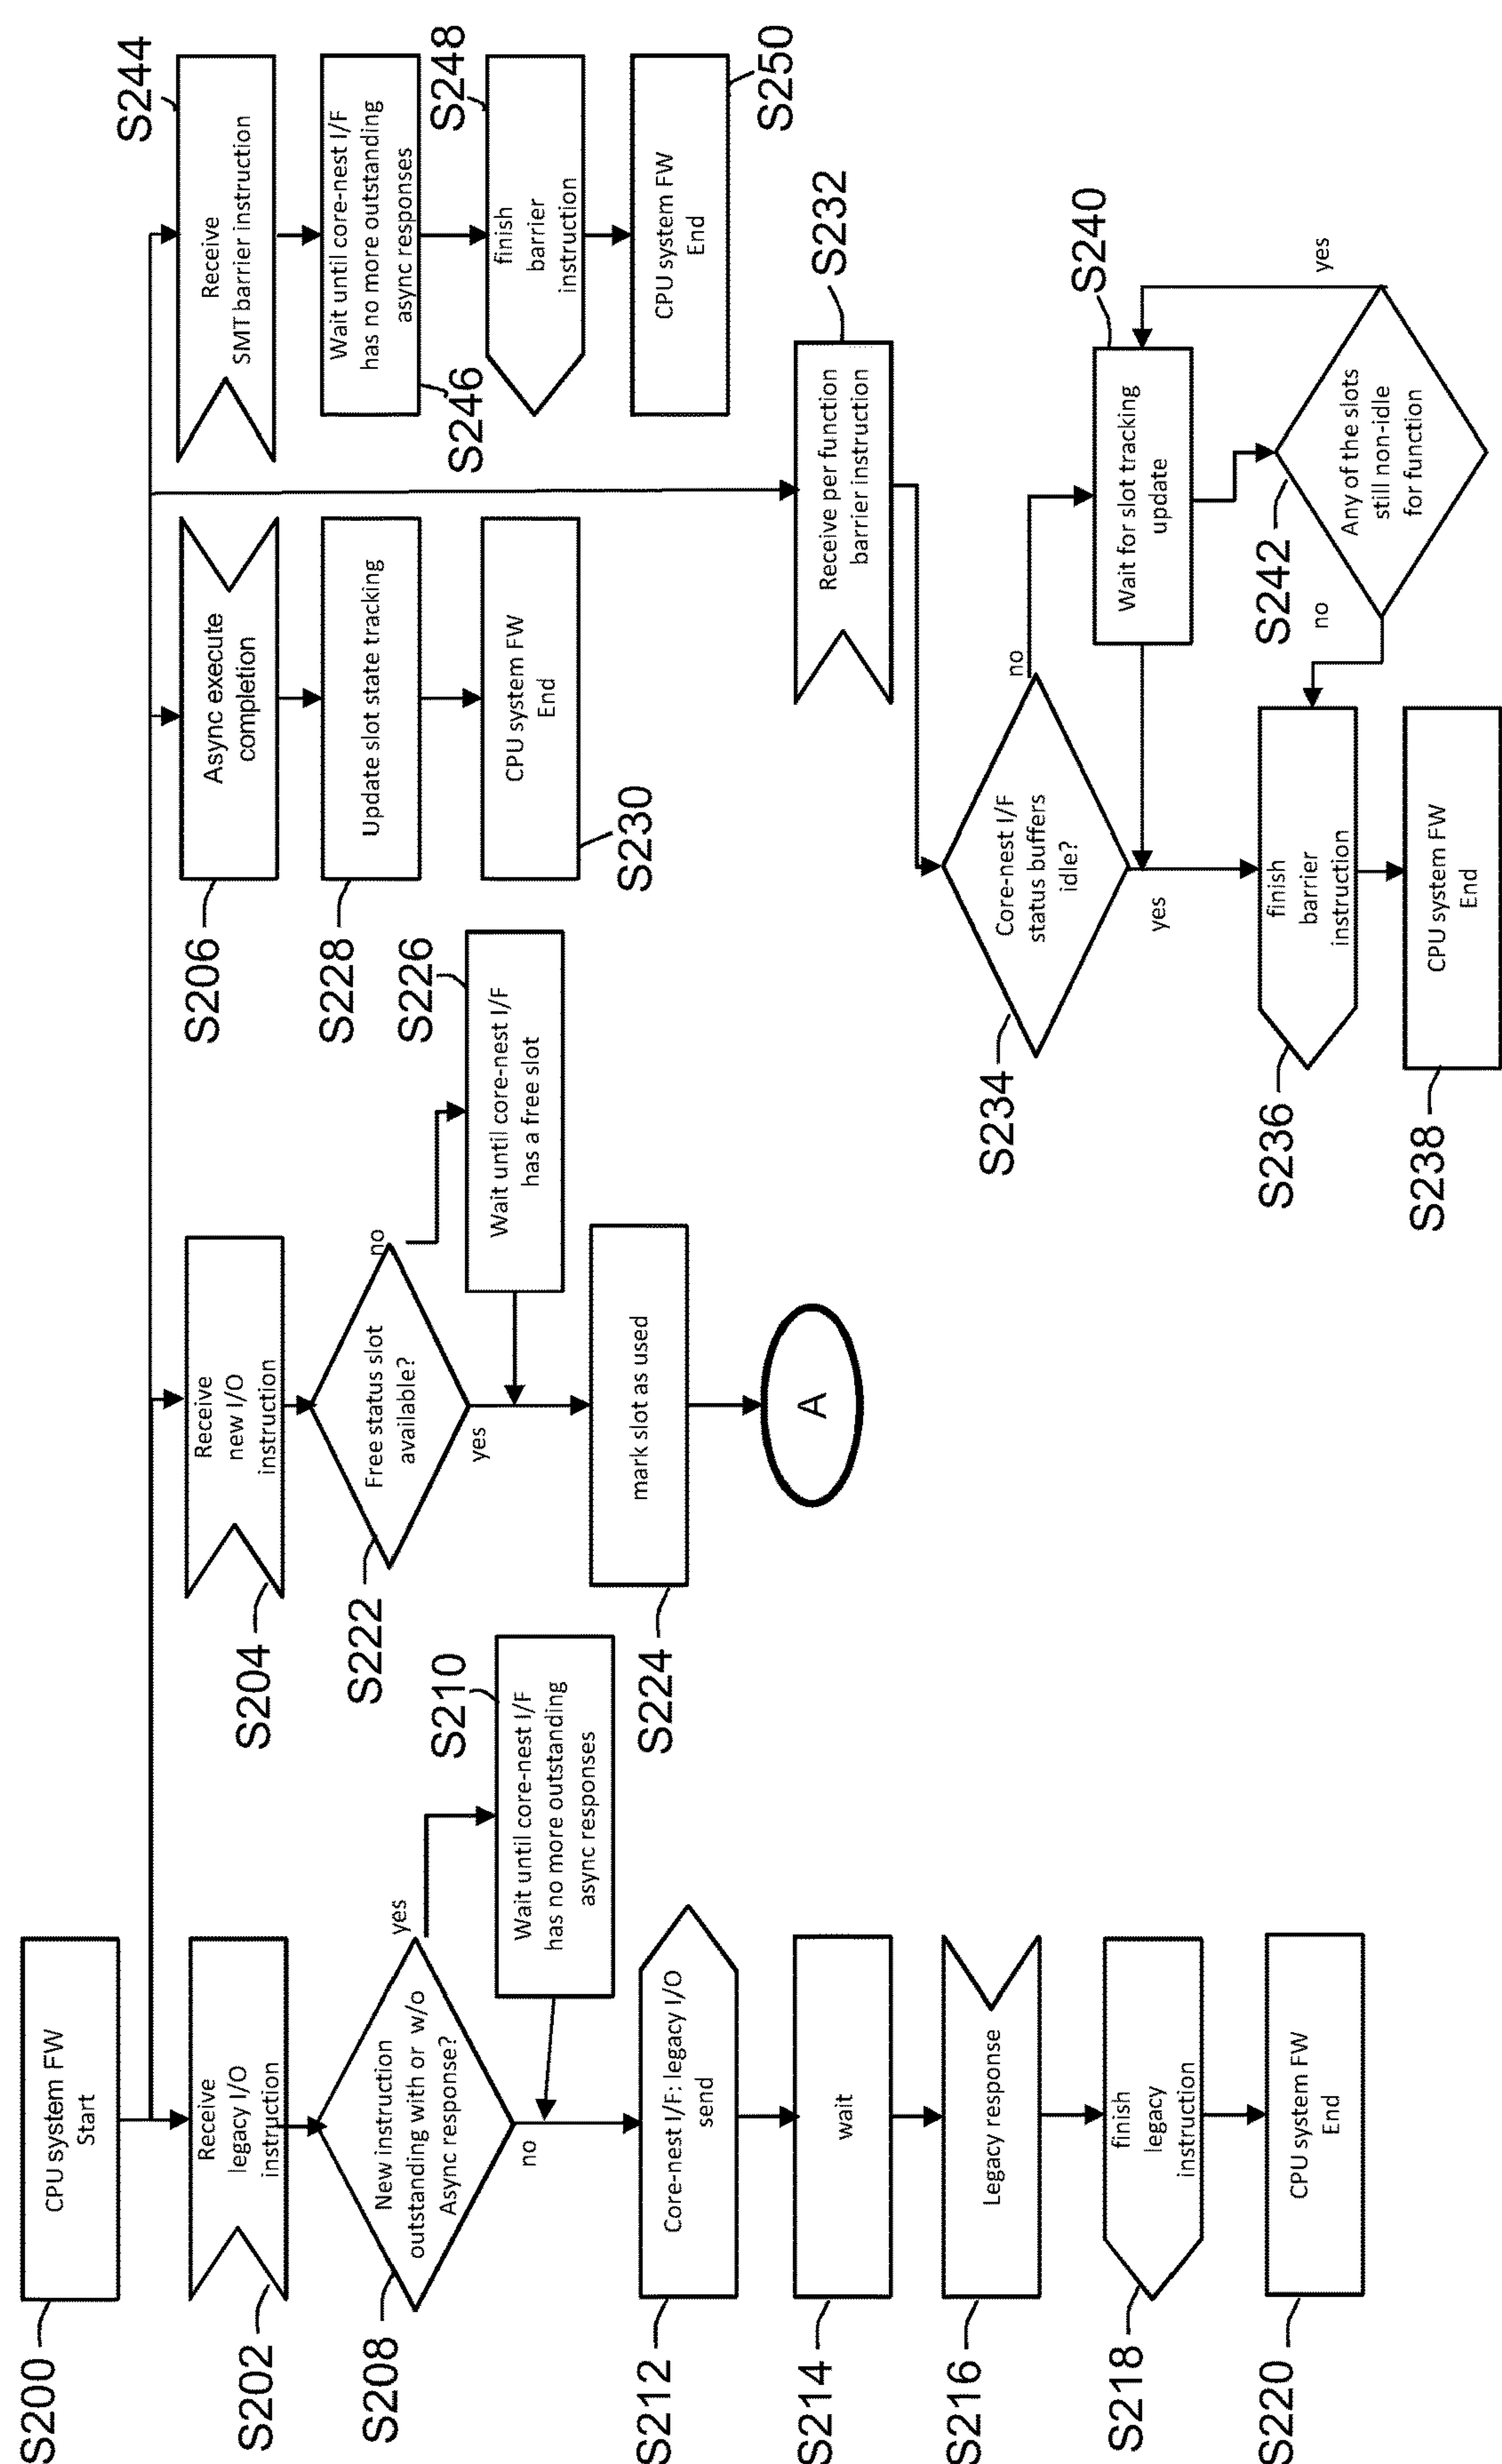 S200
CPU system FW
Start
S202
Receive
legacy I/O
instruction
S208
New instruction
outstanding with or w/o
Async response?
yes
no
S210
Wait until core-nest I/F
has no more outstanding
async responses
S212
Core-nest I/F: legacy I/O
send
S214
wait
S216
Legacy response
S218
finish
legacy
instruction
S220
CPU system FW
End
S204
Receive
new I/O
instruction
S222
Free status slot
available?
no
yes
S226
Wait until core-nest I/F
has a free slot
S224
mark slot as used
A
S206
Async execute
completion
S228
Update slot state tracking
S230
CPU system FW
End
S244
Receive
SMT barrier instruction
S246
Wait until core-nest I/F
has no more outstanding
async responses
S248
finish
barrier
instruction
S250
CPU system FW
End
S232
Receive per function
barrier instruction
S234
Core-nest I/F
status buffers
idle?
no
yes
S240
Wait for slot tracking
update
S242
Any of the slots
still non-idle
for function
yes
no
S236
finish
barrier
instruction
S238
CPU system FW
End